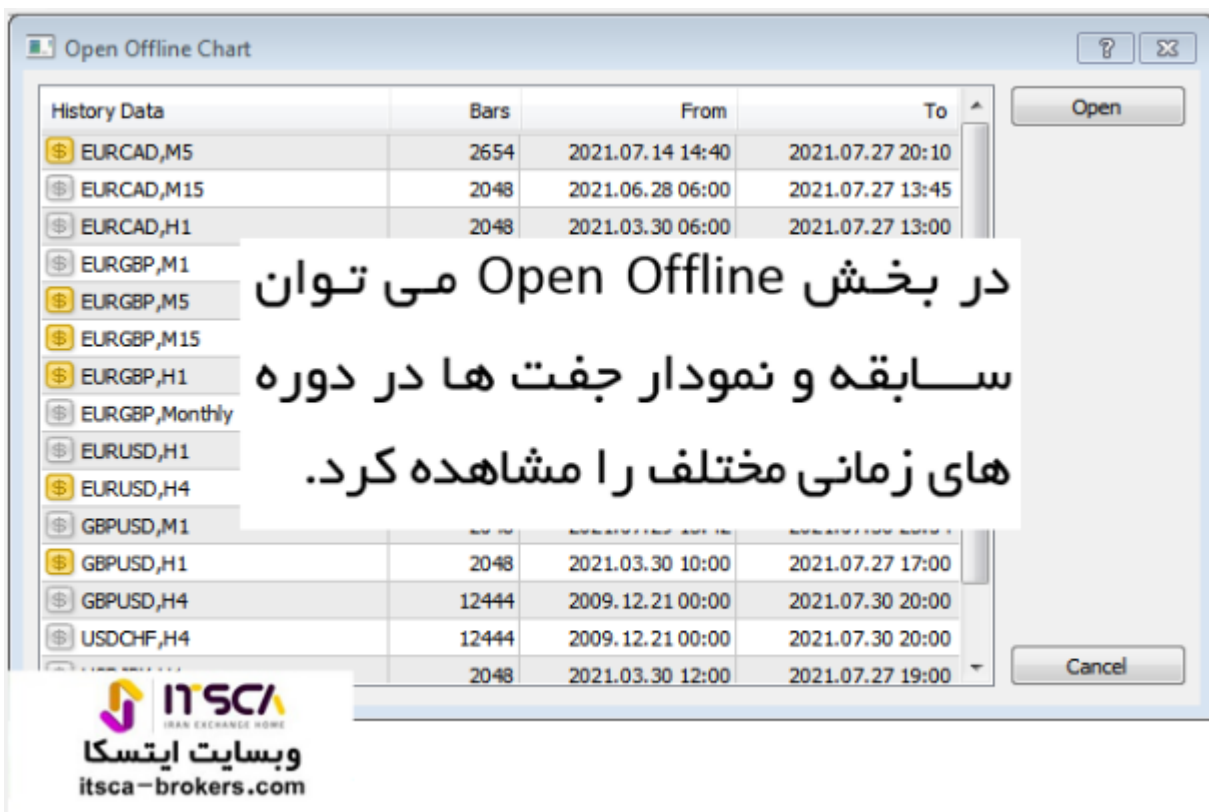 Open Offline Chart
History Data Bars From To
Open
EURCAD,M5 2654 2021.07.14 14:40 2021.07.27 20:10
EURCAD,M15 2048 2021.06.28 06:00 2021.07.27 13:45
EURCAD,H1 2048 2021.03.30 06:00 2021.07.27 13:00
EURGBP,M1
EURGBP,M5
EURGBP,M15
EURGBP,H1
EURGBP,Monthly
EURUSD,H1
EURUSD,H4
در بخش Open Offline می توان
سابقه و نمودار جفت ها در دوره
های زمانی مختلف را مشاهده کرد.
GBPUSD,M1
GBPUSD,H1 2048 2021.03.30 10:00 2021.07.27 17:00
GBPUSD,H4 12444 2009.12.21 00:00 2021.07.30 20:00
USDCHF,H4 12444 2009.12.21 00:00 2021.07.30 20:00
2048 2021.03.30 12:00 2021.07.27 19:00
Cancel
ITSCA
IRAN EXCHANGE HOME
وبسایت ایتسکا
itsca-brokers.com